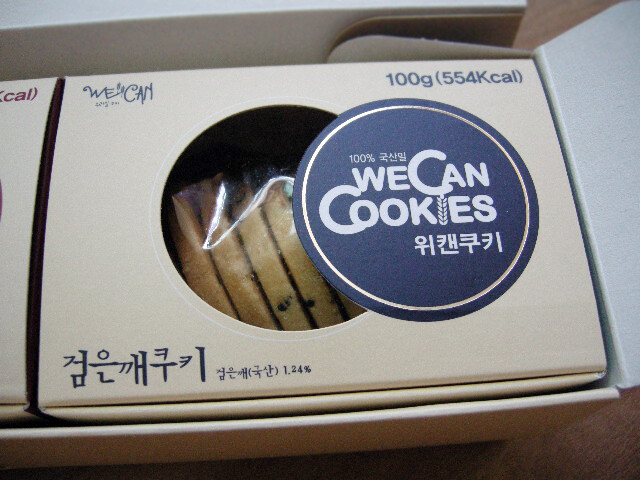 Kcal)
WE CAN
100g(554Kcal)
100% 국산밀
WECAN
COOKIES
위캔쿠키
검은깨쿠키 검은깨(국산) 1.24%